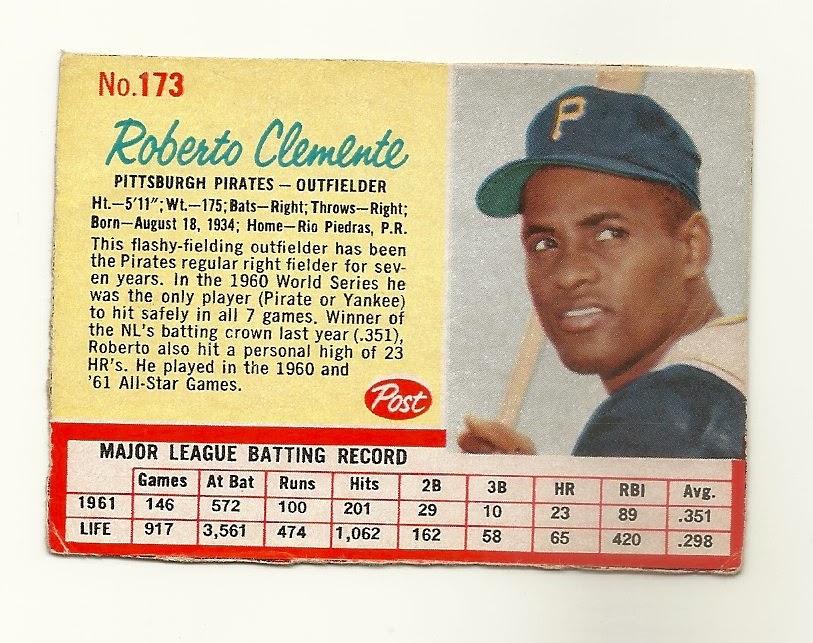 No.173
Roberto Clemente
PITTSBURGH PIRATES – OUTFIELDER
Ht.—5'11"; Wt.—175; Bats—Right; Throws—Right;
Born—August 18, 1934; Home—Rio Piedras, P.R.
This flashy-fielding outfielder has been
the Pirates regular right fielder for sev-
en years. In the 1960 World Series he
was the only player (Pirate or Yankee)
to hit safely in all 7 games. Winner of
the NL's batting crown last year (.351),
Roberto also hit a personal high of 23
HR's. He played in the 1960 and
'61 All-Star Games.
Post
P
MAJOR LEAGUE BATTING RECORD
Games At Bat Runs Hits 2B 3B HR RBI Avg.
1961 146 572 100 201 29 10 23 89 .351
LIFE 917 3,561 474 1,062 162 58 65 420 .298